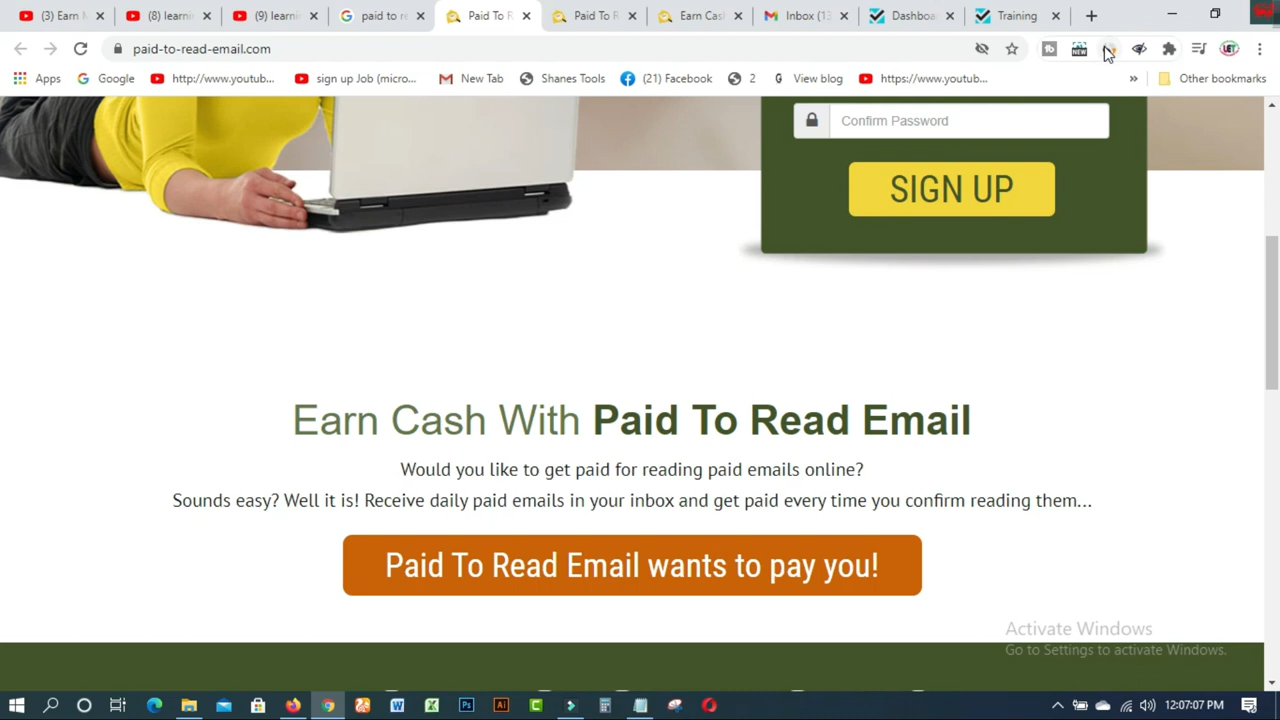 (3) Earn M
(8) learnin
(9) learnin
paid to re
Paid To R
Paid To R
Earn Cas
Inbox (13
Dashboa
Training
paid-to-read-email.com
Apps
Google
http://www.youtub...
sign up Job (micro...
New Tab
Shanes Tools
(21) Facebook
2
View blog
https://www.youtub...
»
Other bookmarks
Confirm Password
SIGN UP
Earn Cash With Paid To Read Email
Would you like to get paid for reading paid emails online?
Sounds easy? Well it is! Receive daily paid emails in your inbox and get paid every time you confirm reading them...
Paid To Read Email wants to pay you!
Activate Windows
Go to Settings to activate Windows.
12:07:07 PM